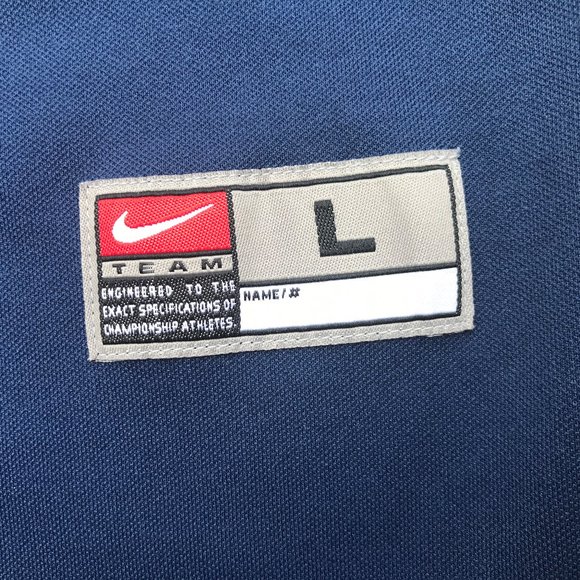 TEAM
ENGINEERED TO THE
EXACT SPECIFICATIONS OF
CHAMPIONSHIP ATHLETES.
L
NAME/#